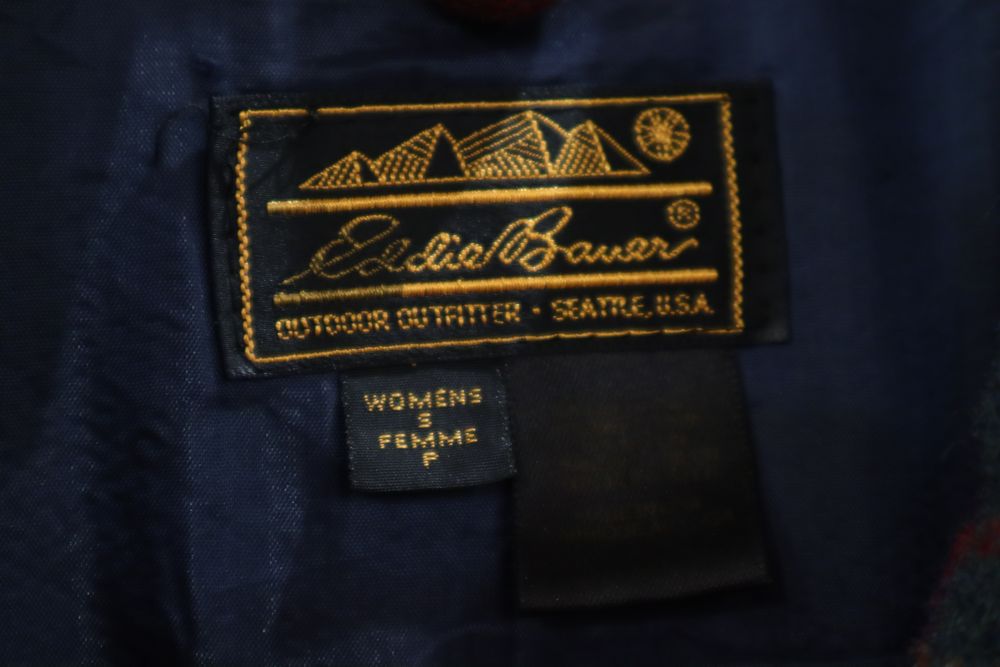 Eddie Bauer®
OUTDOOR OUTFITTER • SEATTLE, U.S.A.
WOMENS
S
FEMME
P